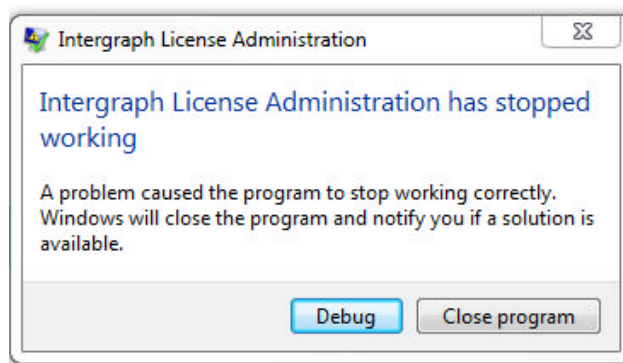 Intergraph License Administration
Intergraph License Administration has stopped
working
A problem caused the program to stop working correctly.
Windows will close the program and notify you if a solution is
available.
Debug
Close program